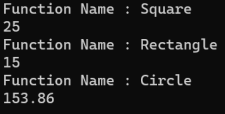 Function Name : Square
25
Function Name : Rectangle
15
Function Name : Circle
153.86